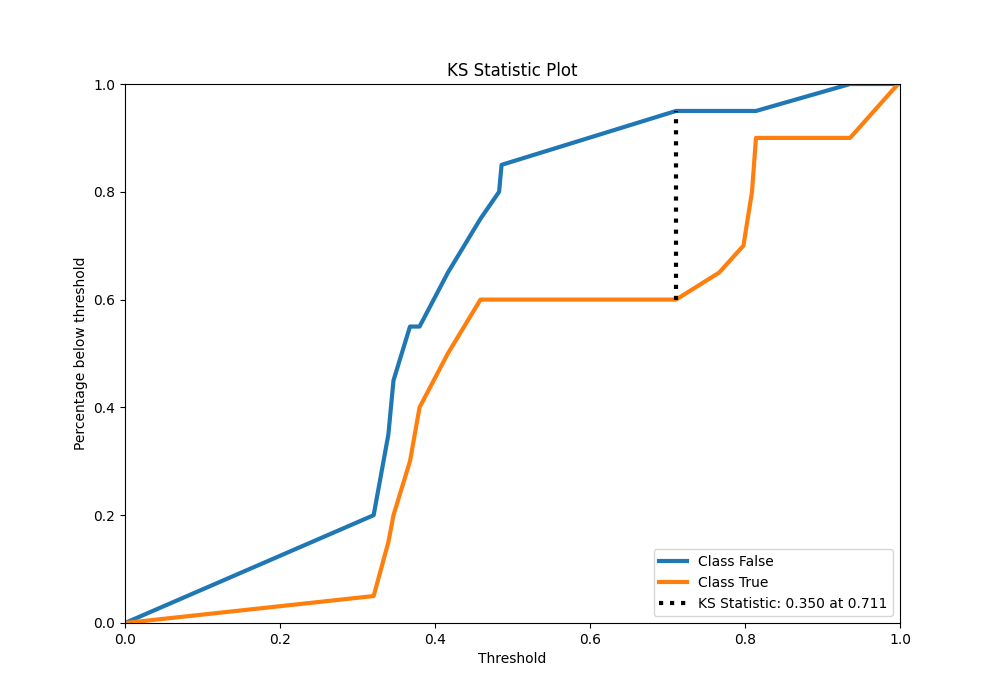 KS Statistic Plot
1.0
0.8
0.6
0.4
0.2
0.0
Percentage below threshold
0.0 0.2 0.4 0.6 0.8 1.0
Threshold
Class False
Class True
KS Statistic: 0.350 at 0.711